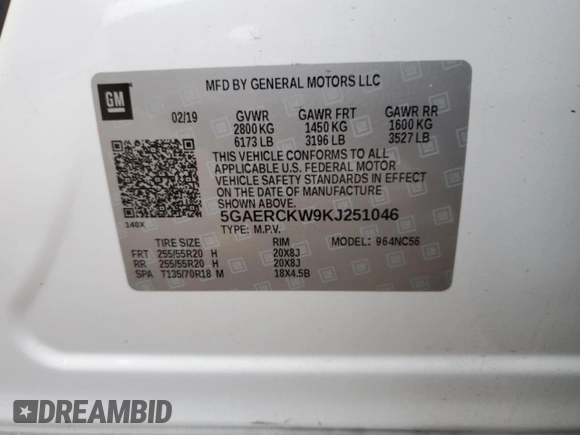 MFD BY GENERAL MOTORS LLC
GM
02/19 GVWR GAWR FRT GAWR RR
2800 KG 1450 KG 1600 KG
6173 LB 3196 LB 3527 LB
THIS VEHICLE CONFORMS TO ALL
APPLICABLE U.S. FEDERAL MOTOR
VEHICLE SAFETY STANDARDS IN EFFECT
ON THE DATE OF MANUFACTURE
SHOWN ABOVE.
140X
5GAERCKW9KJ251046
TYPE: M.P.V. MODEL: 964NC56
TIRE SIZE RIM
FRT 255/55R20 H 20X8J
RR 255/55R20 H 20X8J
SPA T135/70R18 M 18X4.5B
DREAMBID